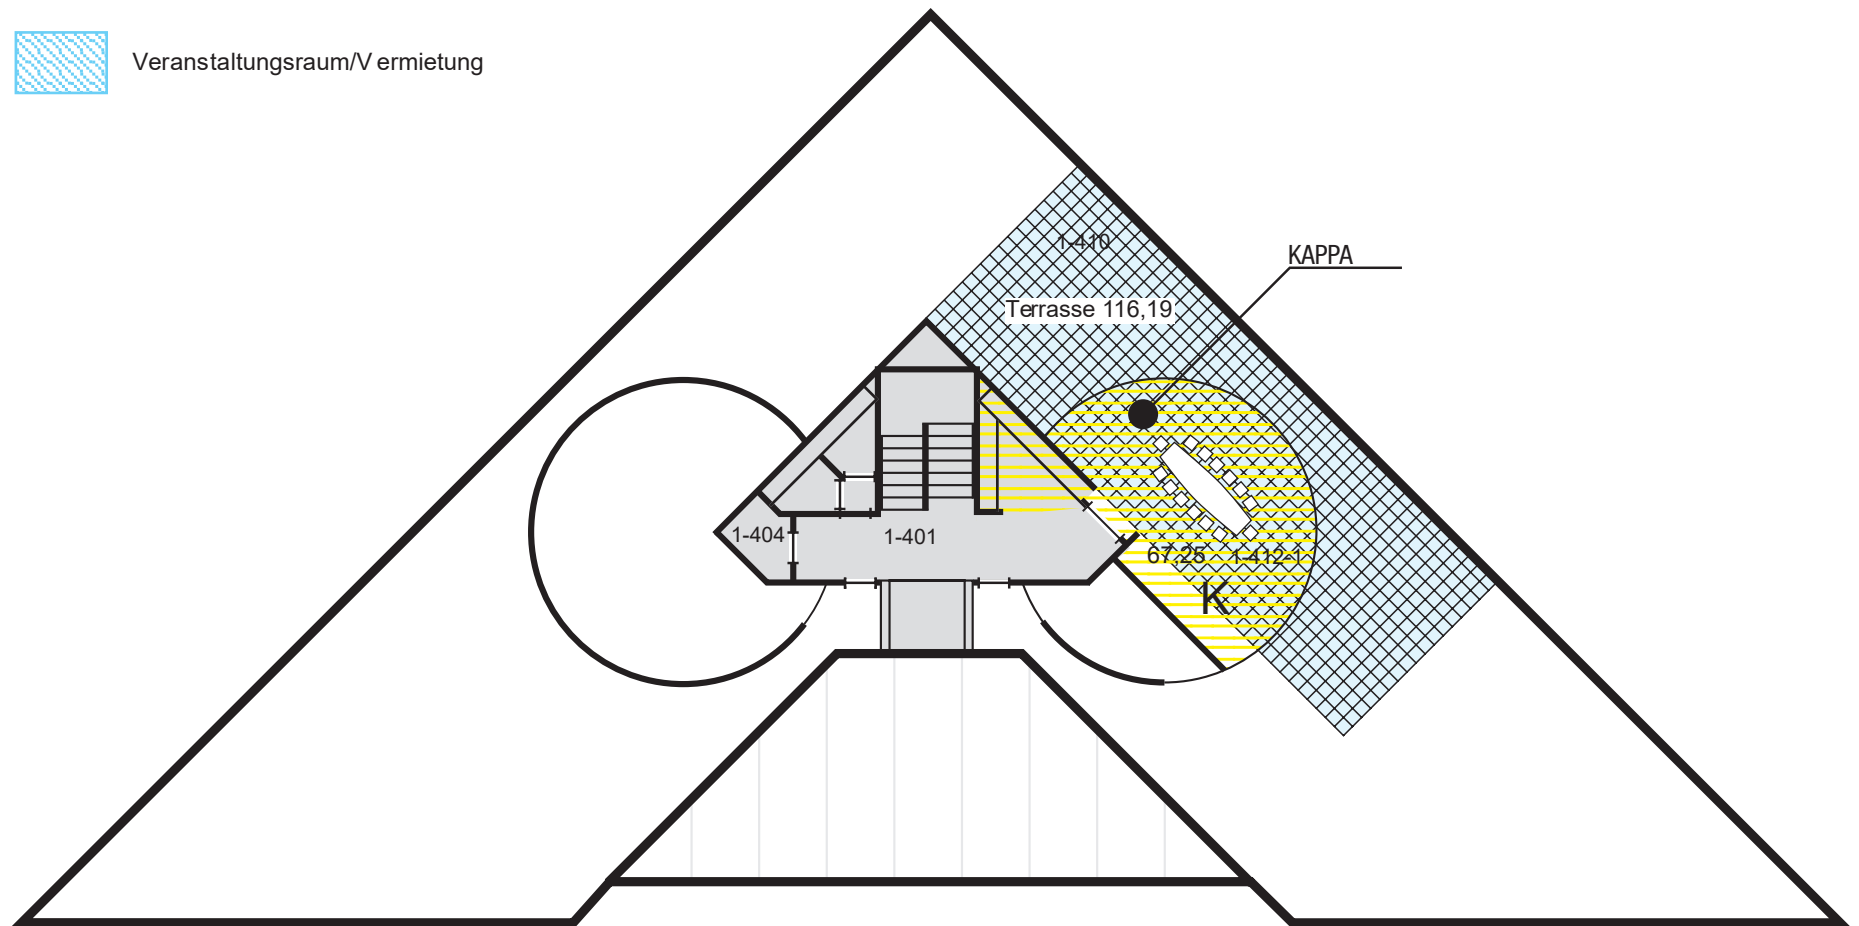 Veranstaltungsraum/V ermietung
1-410
KAPPA
Terrasse 116,19
1-404
1-401
67,25
1-412-1
K